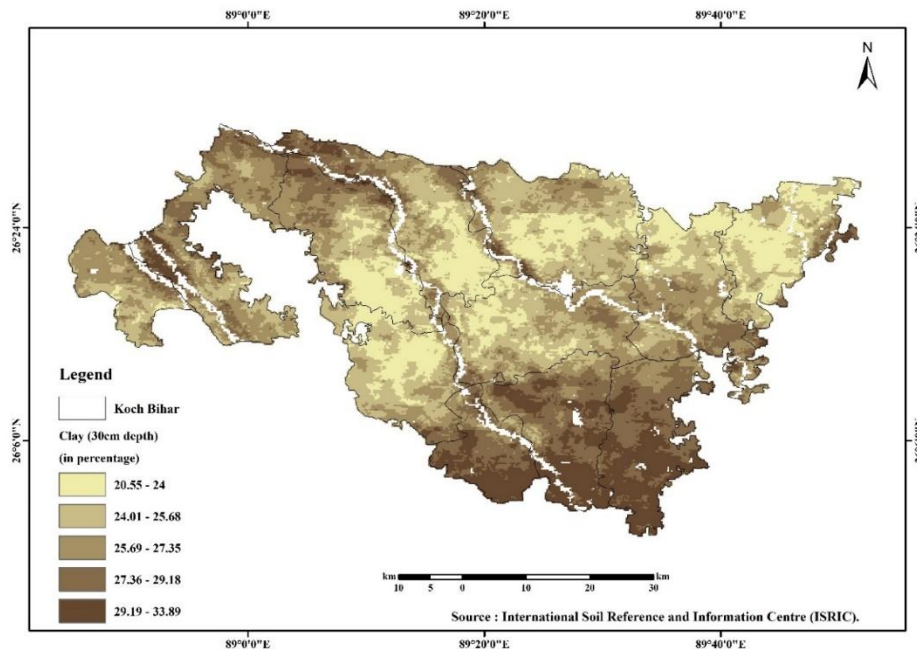 89°0'0"E 89°20'0"E 89°40'0"E
N
26°24'0"N
26°6'0"N
Legend
Koch Bihar
Clay (30cm depth)
(in percentage)
20.55 - 24
24.01 - 25.68
25.69 - 27.35
27.36 - 29.18
29.19 - 33.89
km km
10 5 0 10 20 30
Source : International Soil Reference and Information Centre (ISRIC).
89°0'0"E 89°20'0"E 89°40'0"E